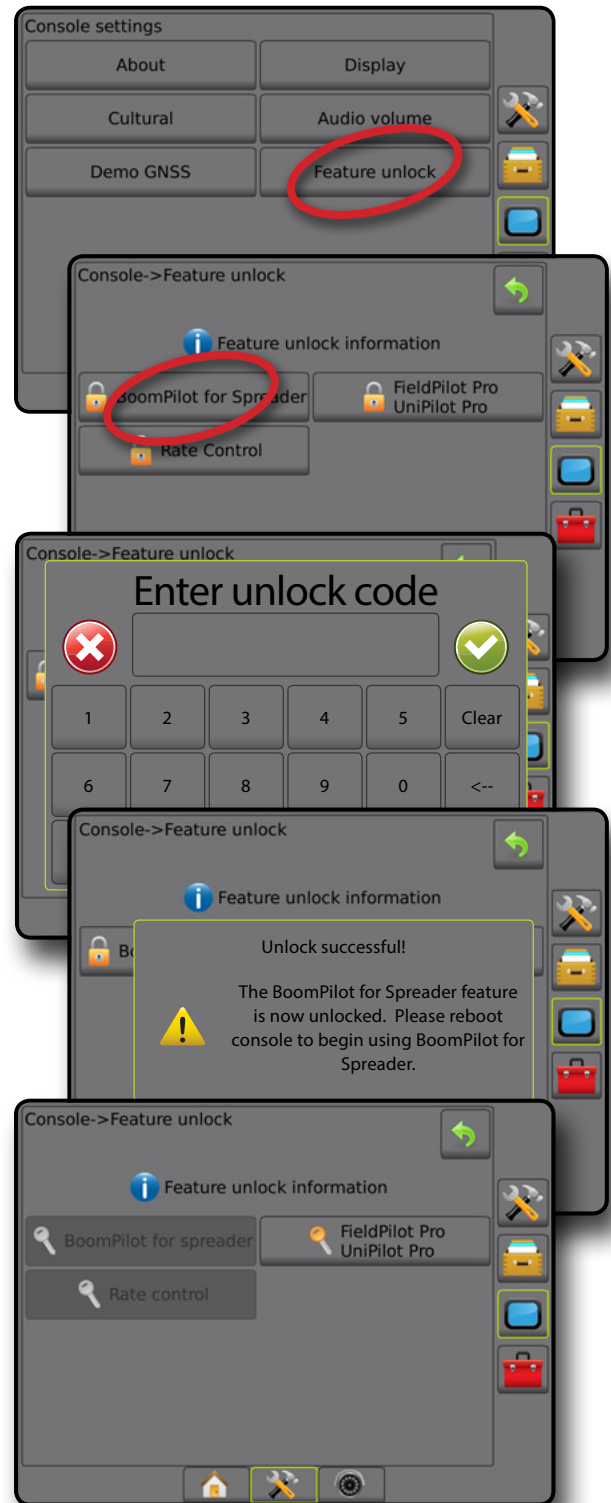 Console settings
About
Display
Cultural
Audio volume
Demo GNSS
Feature unlock
Console->Feature unlock
Feature unlock information
BoomPilot for Spreader
FieldPilot Pro
UniPilot Pro
Rate Control
Console->Feature unlock
Enter unlock code
1
2
3
4
5
Clear
6
7
8
9
0
<--
Console->Feature unlock
Feature unlock information
Unlock successful!
The BoomPilot for Spreader feature
is now unlocked. Please reboot
console to begin using BoomPilot for
Spreader.
Console->Feature unlock
Feature unlock information
BoomPilot for spreader
FieldPilot Pro
UniPilot Pro
Rate control